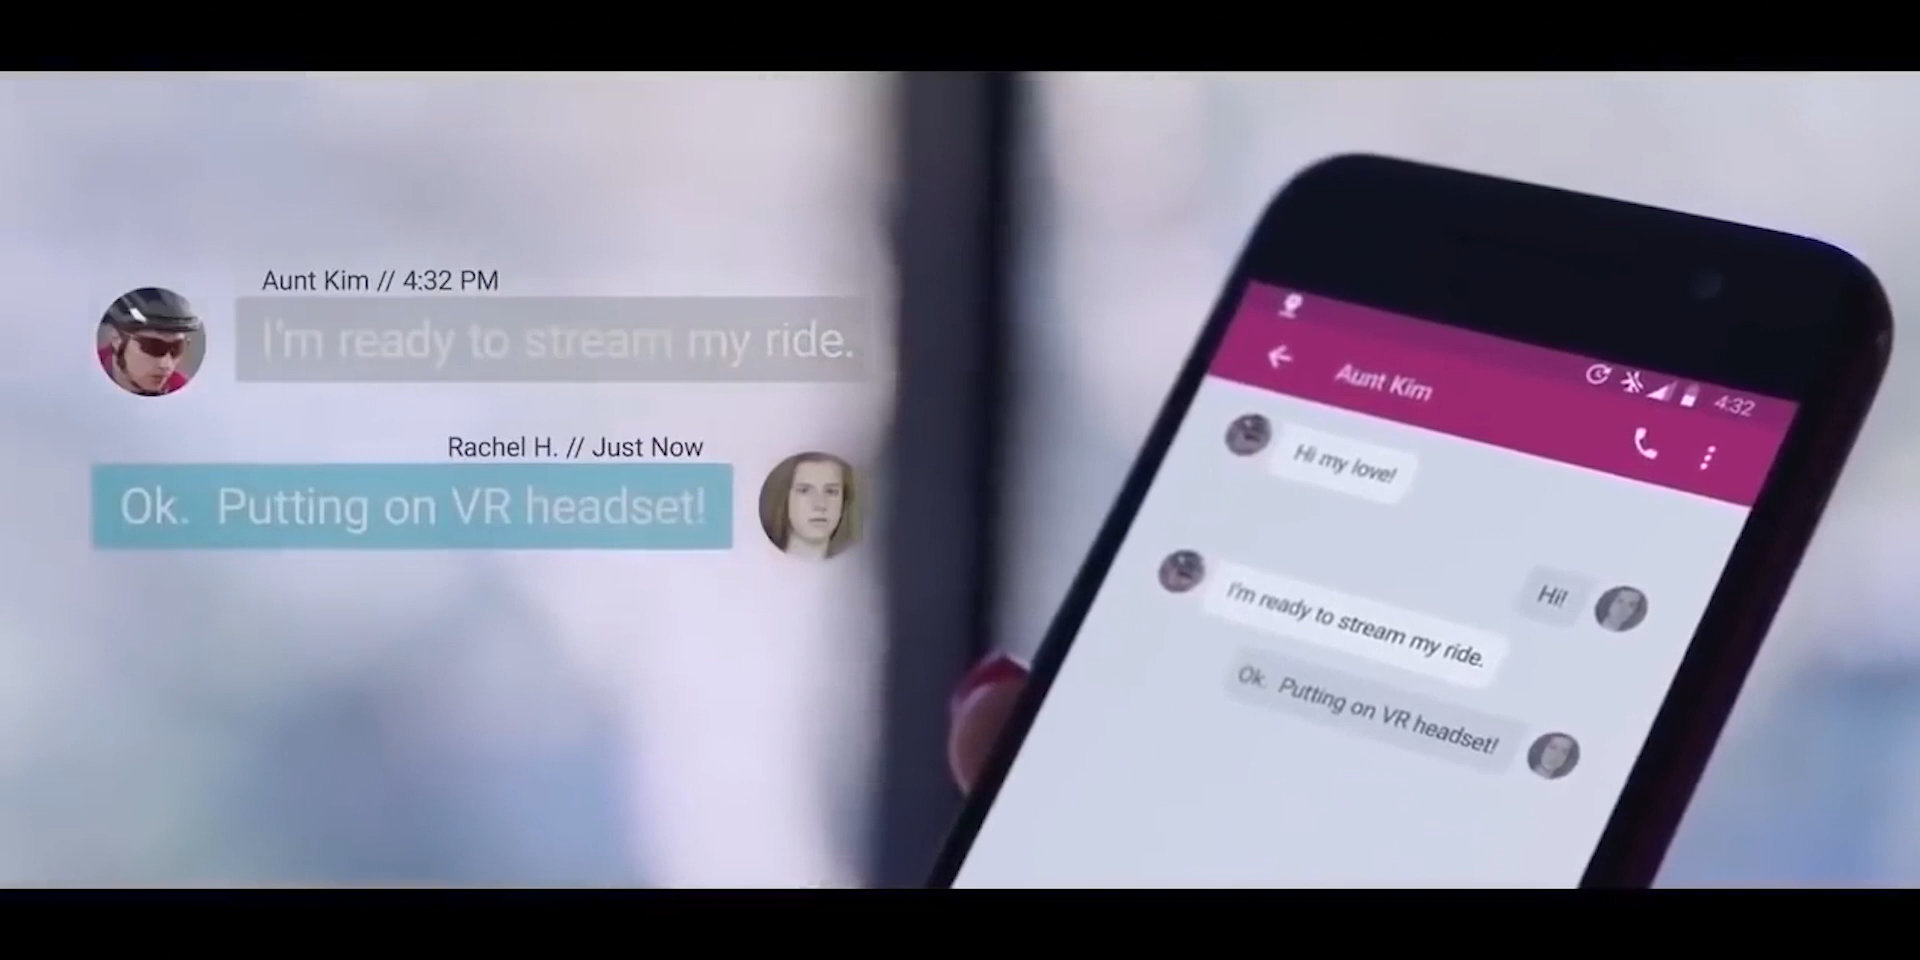 Aunt Kim // 4:32 PM
I'm ready to stream my ride.
Rachel H. // Just Now
Ok.  Putting on VR headset!
4:32
Aunt Kim
Hi my love!
Hi!
I'm ready to stream my ride.
Ok.  Putting on VR headset!